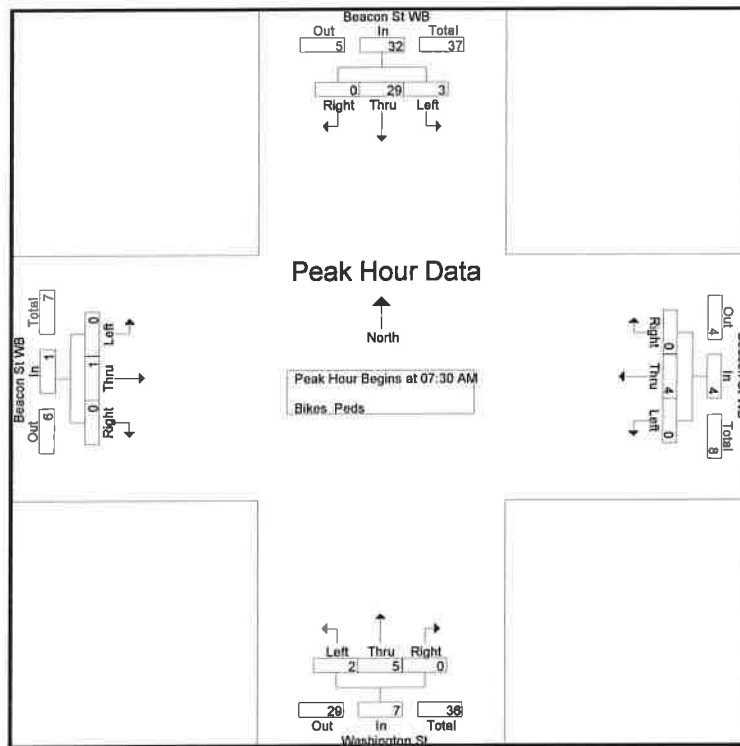 Beacon St WB
Out In Total
5 32 37
0 29 3
Right Thru Left
Peak Hour Data
North
Peak Hour Begins at 07:30 AM
Bikes Peds
Beacon St WB
Total In Out
7 1 6
0 1 0
Left Thru Right
Out In Total
4 4 8
0 4 0
Right Thru Left
Left Thru Right
2 5 0
29 7 36
Out In Total
Washington St